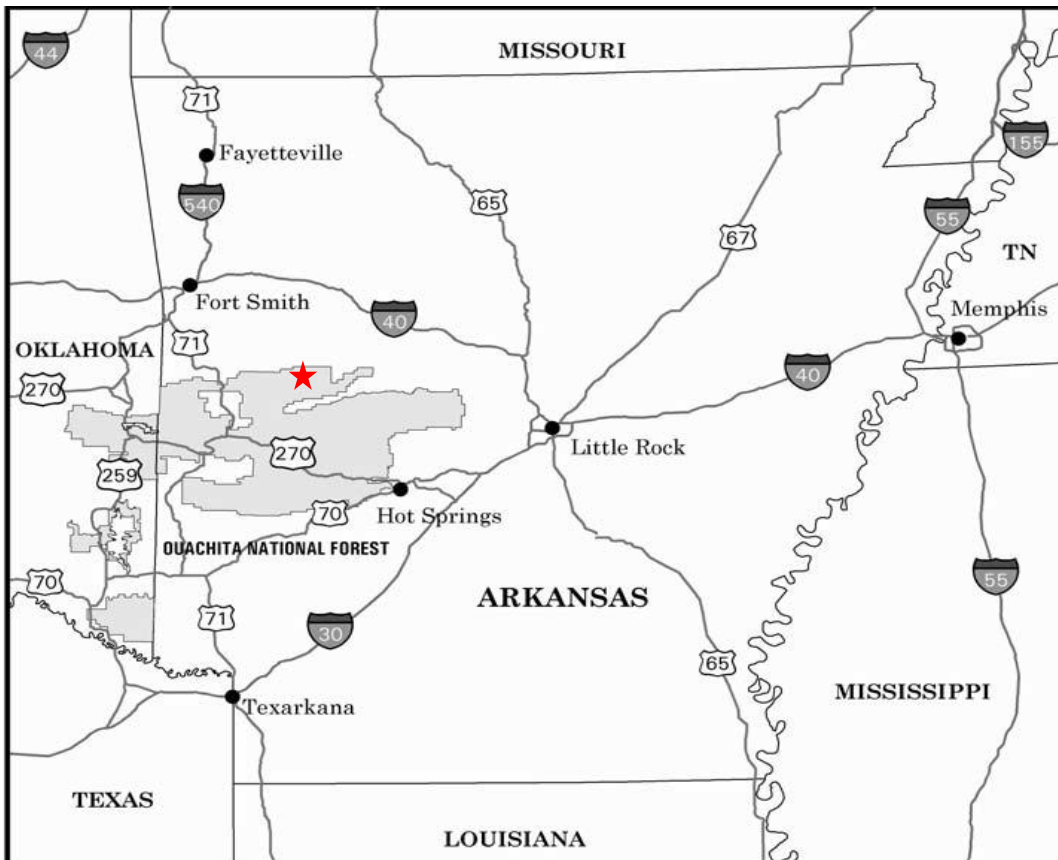 44
MISSOURI
71
155
Fayetteville
540
65
55
67
TN
Fort Smith
40
Memphis
71
OKLAHOMA
270
40
Little Rock
270
259
Hot Springs
70
OUACHITA NATIONAL FOREST
70
55
ARKANSAS
71
30
65
MISSISSIPPI
Texarkana
TEXAS
LOUISIANA